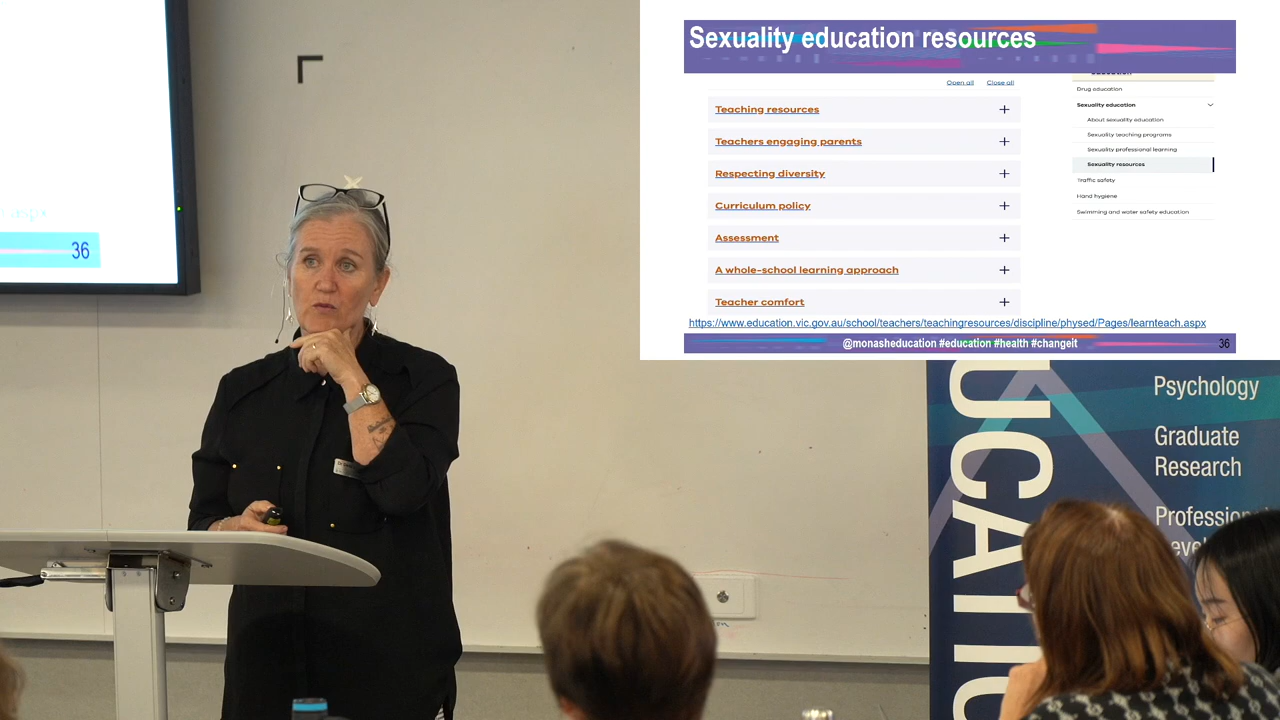 Sexuality education resources
Open all Close all
Teaching resources
Teachers engaging parents
Respecting diversity
Curriculum policy
Assessment
A whole-school learning approach
Teacher comfort
Drug education
Sexuality education
About sexuality education
Sexuality teaching programs
Sexuality professional learning
Sexuality resources
Traffic safety
Hand hygiene
Swimming and water safety education
https://www.education.vic.gov.au/school/teachers/teachingresources/discipline/physed/Pages/learnteach.aspx
@monasheducation #education #health #changeit
36
aspx
36
Psychology
Graduate
Research